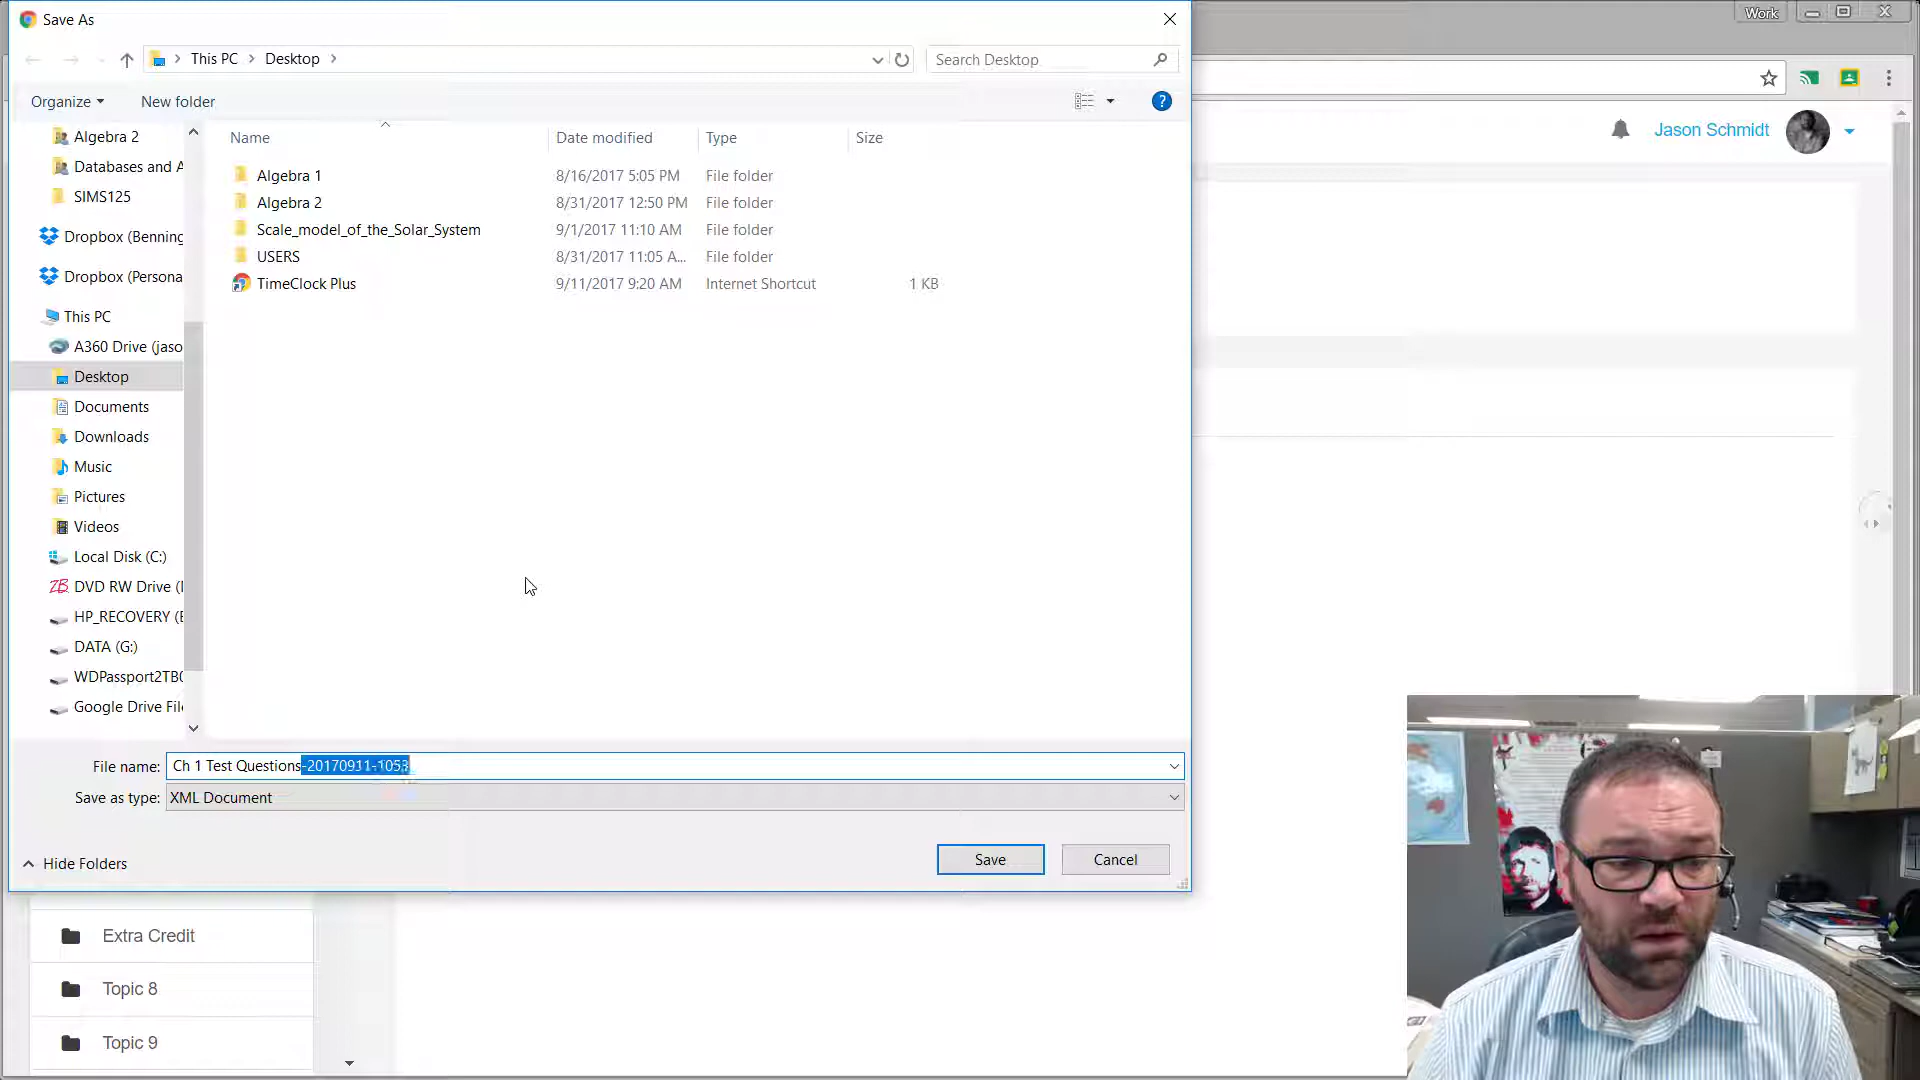 Save As
Work
This PC
Desktop
Search Desktop
Organize
New folder
?
Jason Schmidt
Name
Date modified
Type
Size
Algebra 2
Databases and A
SIMS125
Dropbox (Benning
Dropbox (Persona
This PC
A360 Drive (jaso
Desktop
Documents
Downloads
Music
Pictures
Videos
Local Disk (C:)
DVD RW Drive (
HP_RECOVERY (E
DATA (G:)
WDPassport2TB
Google Drive File
Algebra 1 8/16/2017 5:05 PM File folder
Algebra 2 8/31/2017 12:50 PM File folder
Scale_model_of_the_Solar_System 9/1/2017 11:10 AM File folder
USERS 8/31/2017 11:05 A... File folder
TimeClock Plus 9/11/2017 9:20 AM Internet Shortcut 1 KB
File name: Ch 1 Test Questions-20170911-1053
Save as type: XML Document
Hide Folders
Save
Cancel
Extra Credit
Topic 8
Topic 9